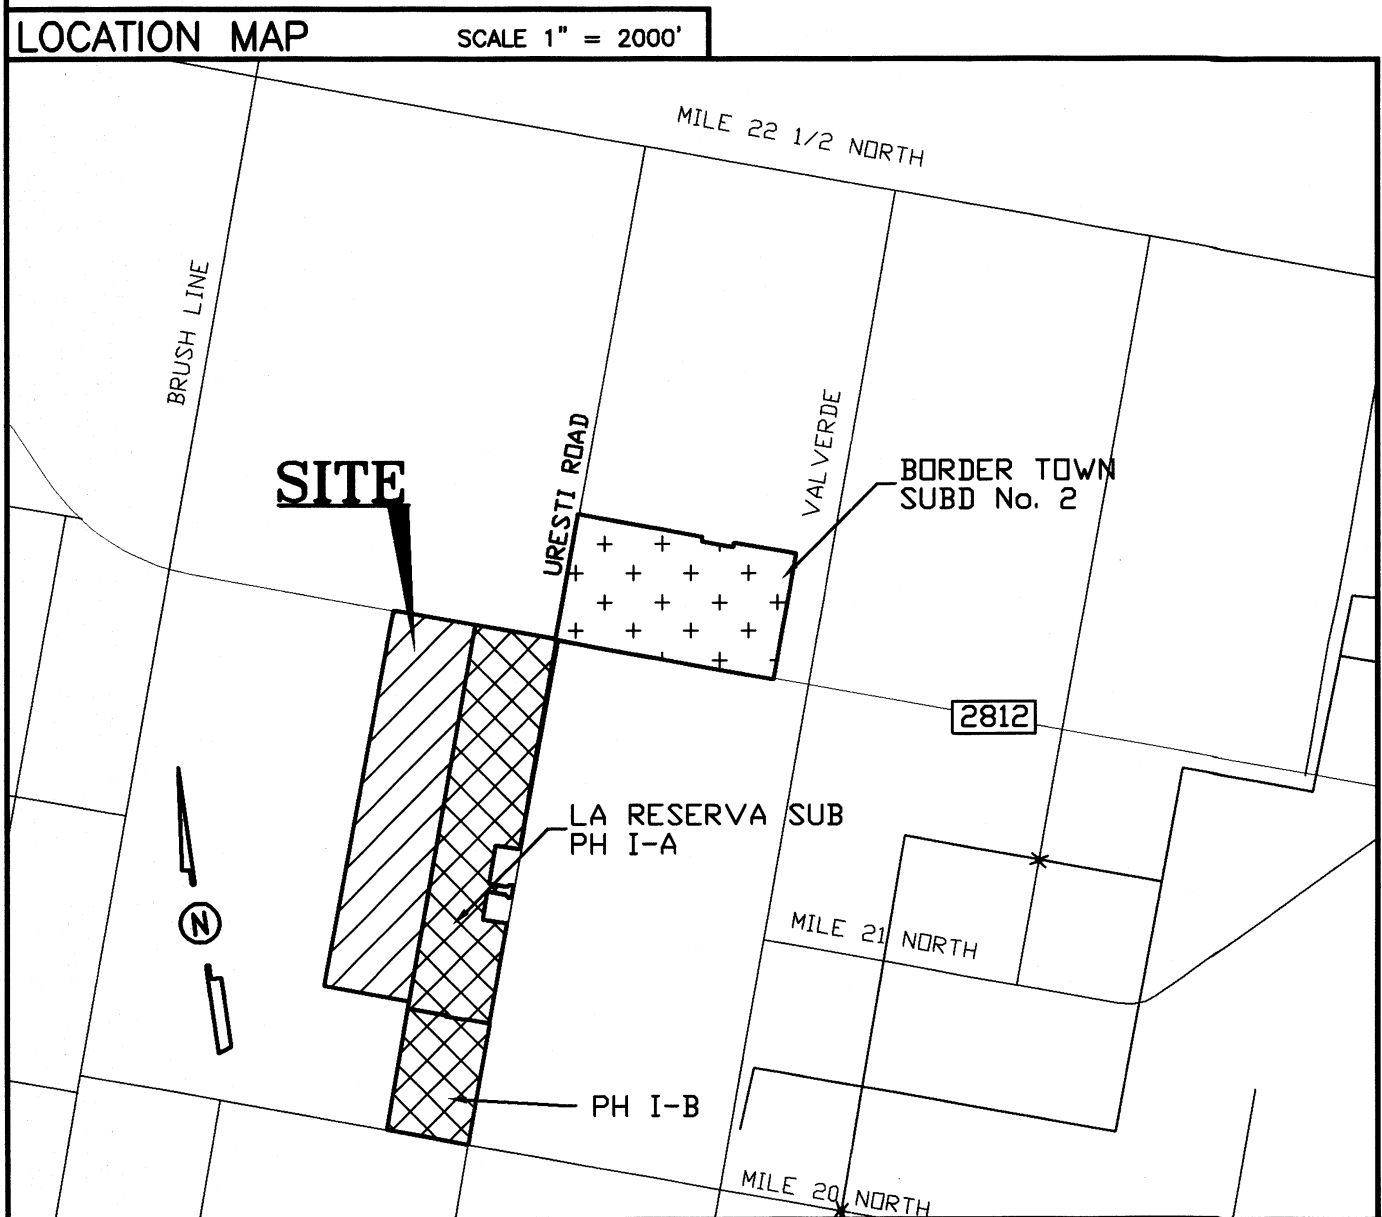 LOCATION MAP
SCALE 1" = 2000'
MILE 22 1/2 NORTH
BRUSH LINE
URESTI ROAD
VALVERDE
SITE
BORDER TOWN
SUBD No. 2
2812
LA RESERVA SUB
PH I-A
N
MILE 21 NORTH
PH I-B
MILE 20 NORTH